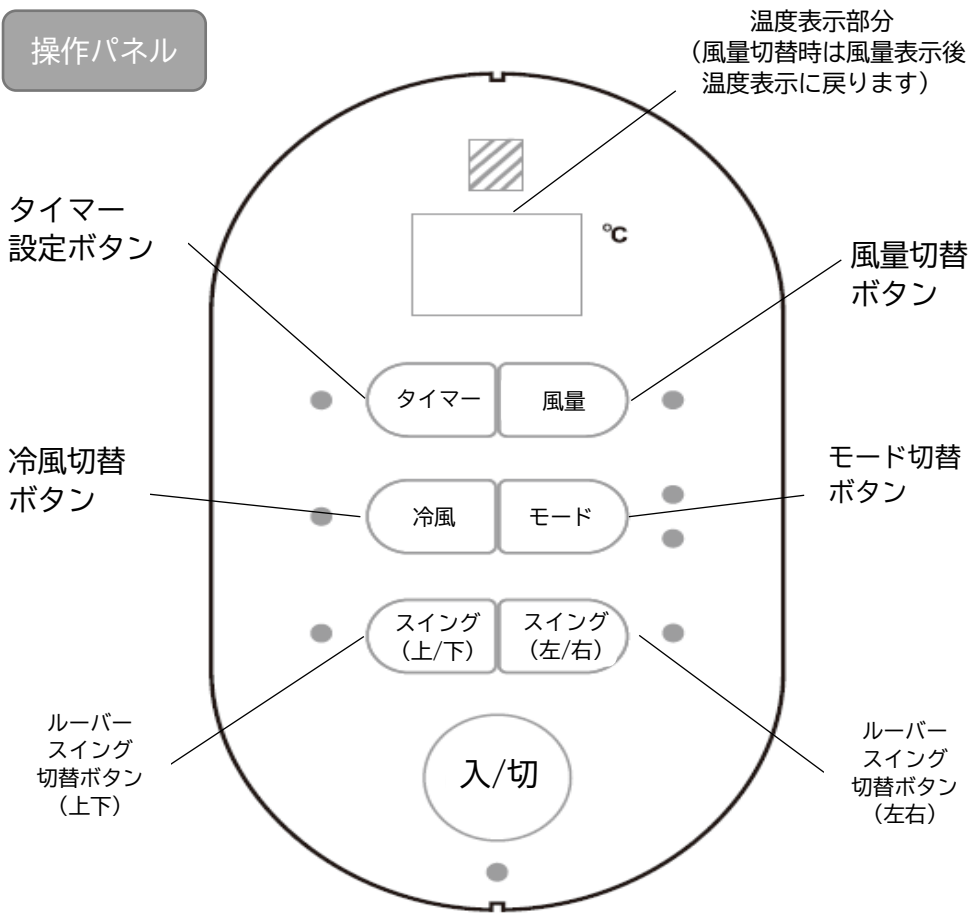 操作パネル
温度表示部分
（風量切替時は風量表示後
温度表示に戻ります）
℃
タイマー
設定ボタン
風量切替
ボタン
タイマー
風量
冷風切替
ボタン
モード切替
ボタン
冷風
モード
スイング
（上/下）
スイング
（左/右）
ルーバー
スイング
切替ボタン
（上下）
入/切
ルーバー
スイング
切替ボタン
（左右）